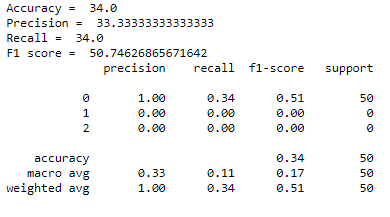 Accuracy =  34.0
Precision =  33.33333333333333
Recall =  34.0
F1 score =  50.74626865671642
              precision    recall  f1-score   support

           0       1.00      0.34      0.51        50
           1       0.00      0.00      0.00         0
           2       0.00      0.00      0.00         0

    accuracy                           0.34        50
   macro avg       0.33      0.11      0.17        50
weighted avg       1.00      0.34      0.51        50